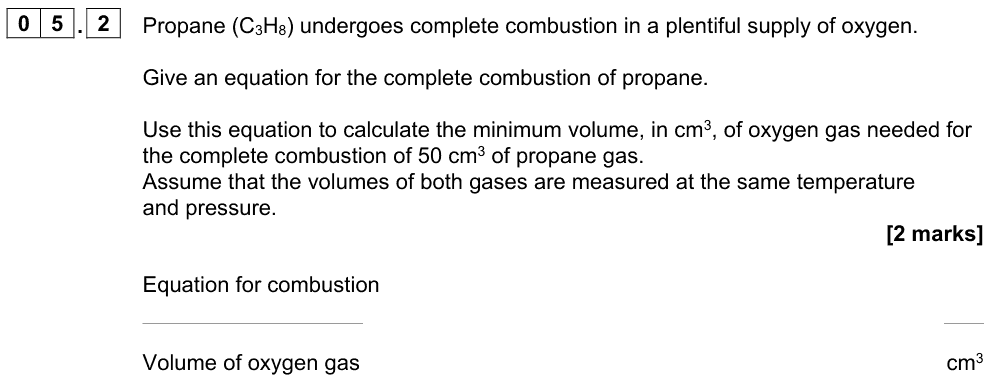 05.2 Propane (C₃H₈) undergoes complete combustion in a plentiful supply of oxygen.
Give an equation for the complete combustion of propane.
Use this equation to calculate the minimum volume, in cm³, of oxygen gas needed for
the complete combustion of 50 cm³ of propane gas.
Assume that the volumes of both gases are measured at the same temperature
and pressure.
[2 marks]
Equation for combustion
Volume of oxygen gas cm³